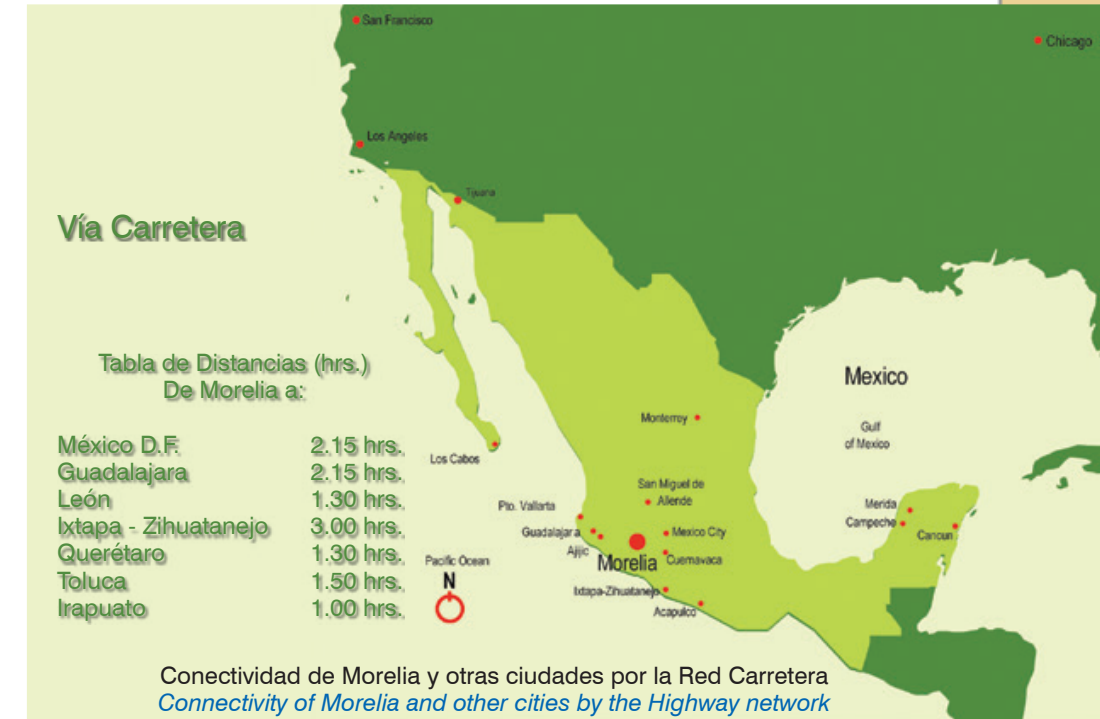 San Francisco
Chicago
Los Angeles
Tijuana
Vía Carretera
Tabla de Distancias (hrs.)
De Morelia a:
México D.F. 2.15 hrs.
Guadalajara 2.15 hrs.
León 1.30 hrs.
Ixtapa - Zihuatanejo 3.00 hrs.
Querétaro 1.30 hrs.
Toluca 1.50 hrs.
Irapuato 1.00 hrs.
Mexico
Gulf
of Mexico
Monterroy
Los Cabos
San Miguel de
Allende
Pto. Vallarta
Guadalajara
Ajijic
Morelia
Mexico City
Cuernavaca
Merida
Campeche
Cancun
Pacific Ocean
N
Ixtapa-Zihuatanejo
Acapulco
Conectividad de Morelia y otras ciudades por la Red Carretera
Connectivity of Morelia and other cities by the Highway network